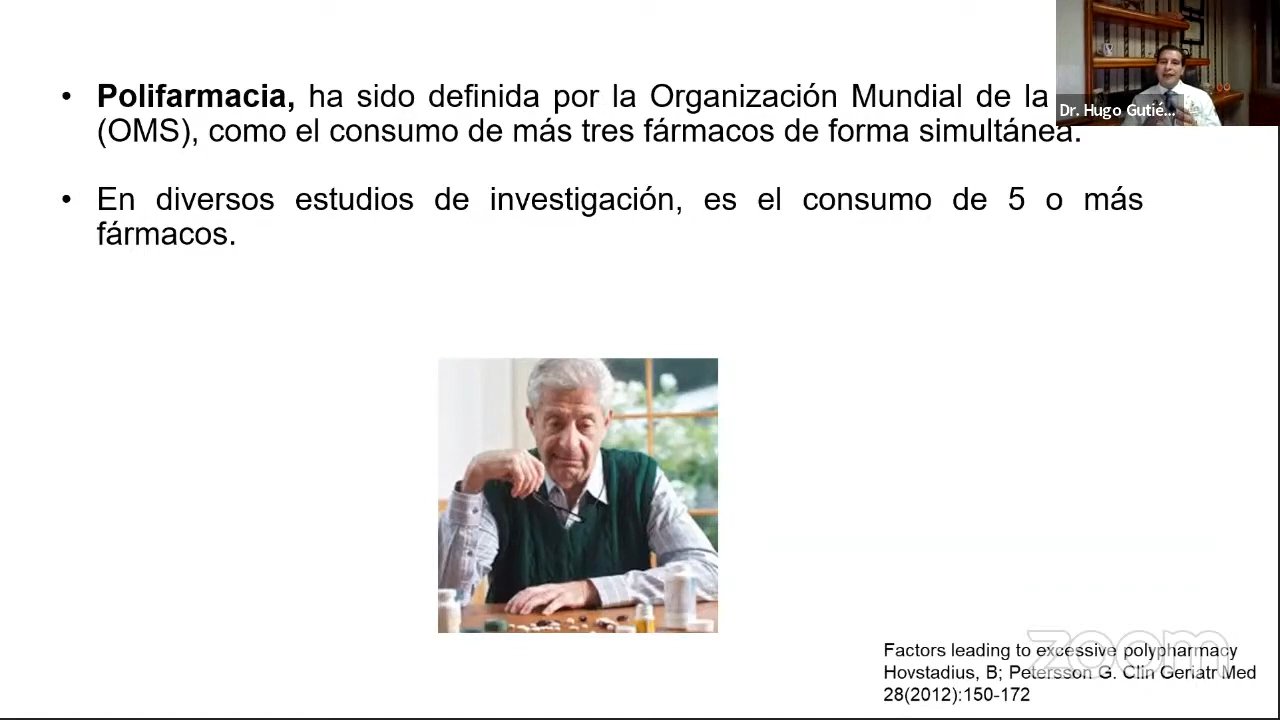 • Polifarmacia, ha sido definida por la Organización Mundial de la
(OMS), como el consumo de más tres fármacos de forma simultánea.
• En diversos estudios de investigación, es el consumo de 5 o más
fármacos.
Dr. Hugo Gutié...
Factors leading to excessive polypharmacy
Hovstadius, B; Petersson G. Clin Geriatr Med
28(2012):150-172
zoom